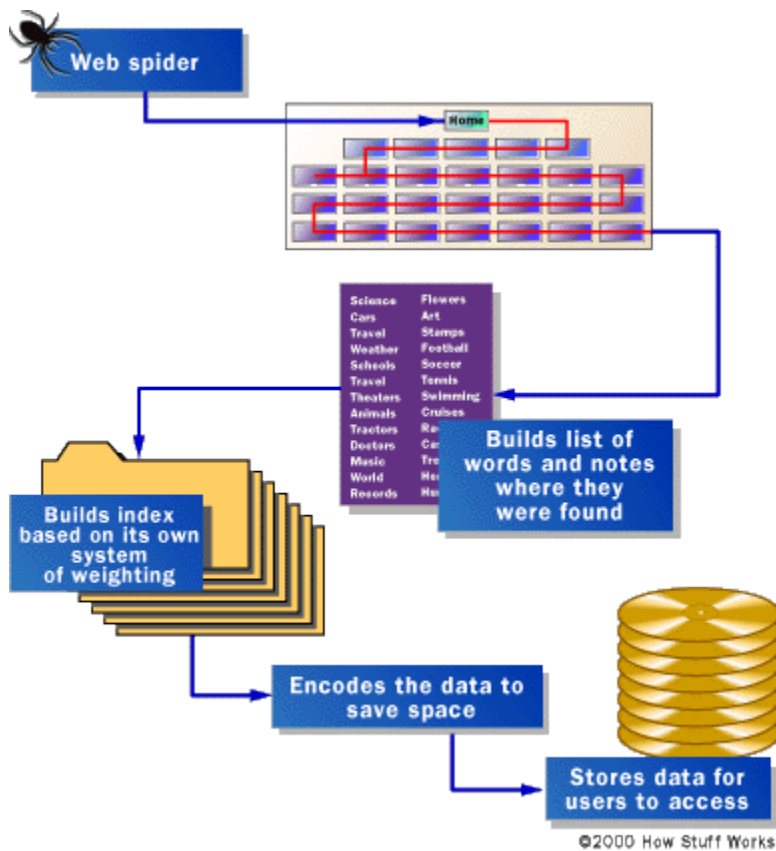 Web spider
Home
Science Flowers
Cars Art
Travel Stamps
Weather Football
Schools Soccer
Travel Tennis
Theaters Swimming
Animals Cruises
Tractors
Doctors
Music
World
Records
Builds list of
words and notes
where they
were found
Builds index
based on its own
system
of weighting
Encodes the data to
save space
Stores data for
users to access
©2000 How Stuff Works